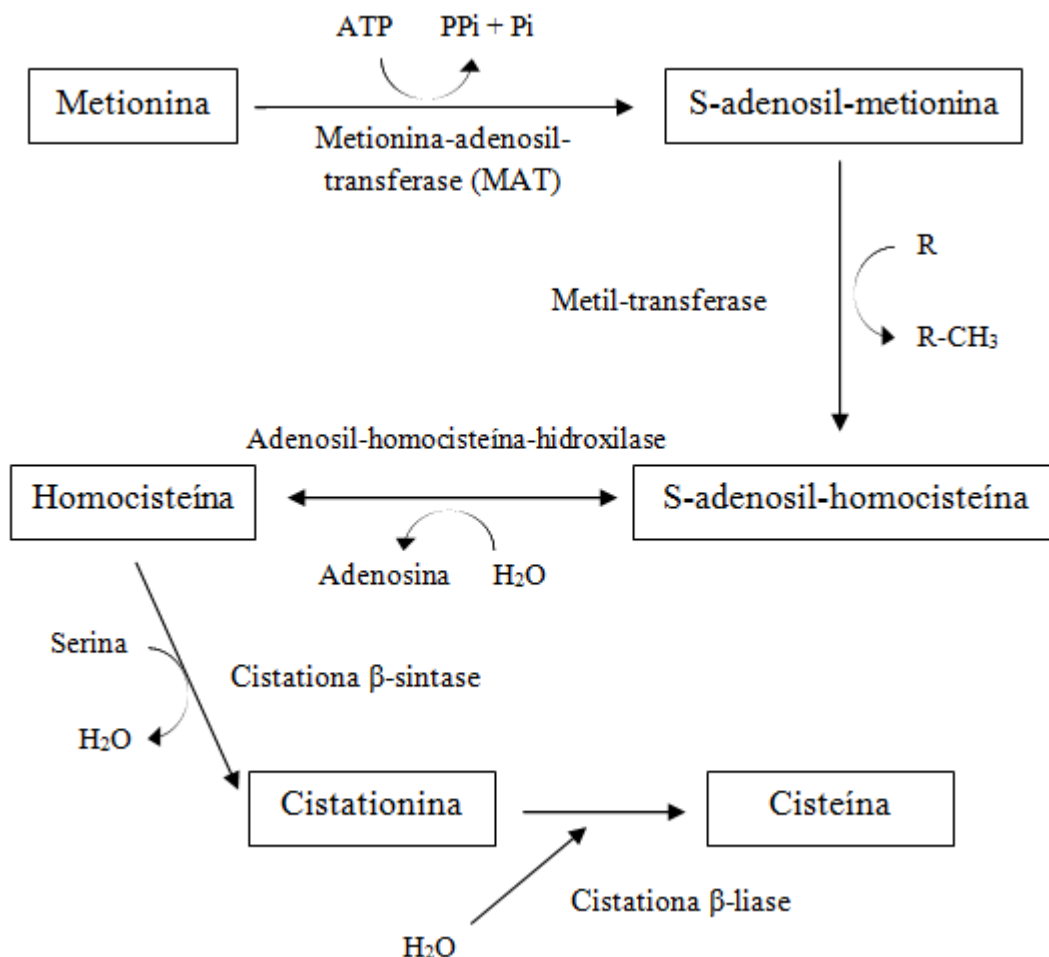 ATP PPi + Pi
Metionina
S-adenosil-metionina
Metionina-adenosil-
transferase (MAT)
R
Metil-transferase
R-CH₃
Adenosil-homocisteína-hidroxilase
Homocisteína
S-adenosil-homocisteína
Adenosina H₂O
Serina
Cistationa β-sintase
H₂O
Cistationina
Cisteína
Cistationa β-liase
H₂O